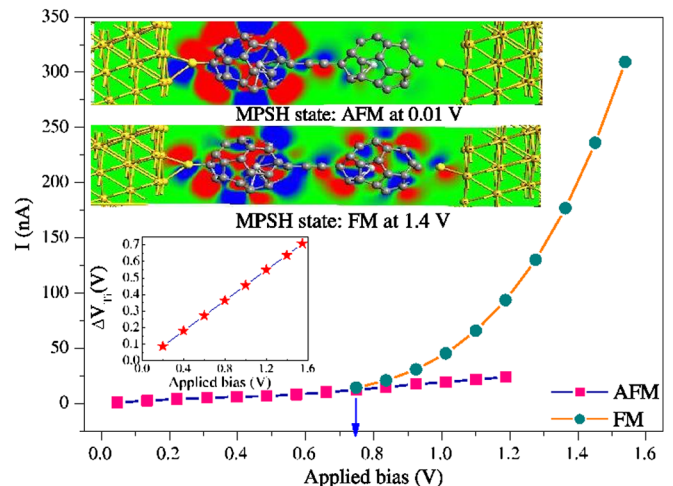 350
300
250
200
150
100
50
0
I (nA)
MPSH state: AFM at 0.01 V
MPSH state: FM at 1.4 V
0.7
0.6
0.5
0.4
0.3
0.2
0.1
0.0
ΔV_Ti(V)
0.0 0.4 0.8 1.2 1.6
Applied bias (V)
AFM
FM
0.0 0.2 0.4 0.6 0.8 1.0 1.2 1.4 1.6
Applied bias (V)